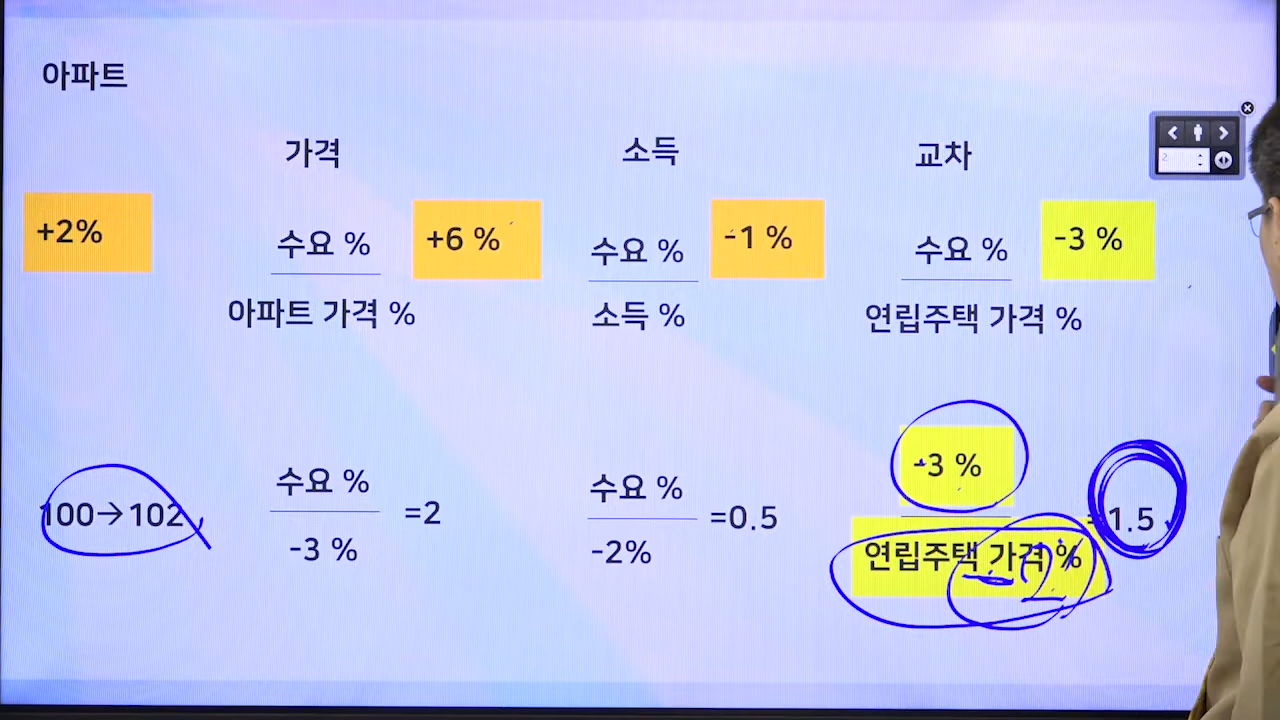 아파트
가격
소득
교차
+2%
수요 %
+6 %
수요 %
-1 %
수요 %
-3 %
아파트 가격 %
소득 %
연립주택 가격 %
100→102
수요 %
-3 %
=2
수요 %
-2%
=0.5
-3 %
연립주택 가격 %
=1.5
-2%
2